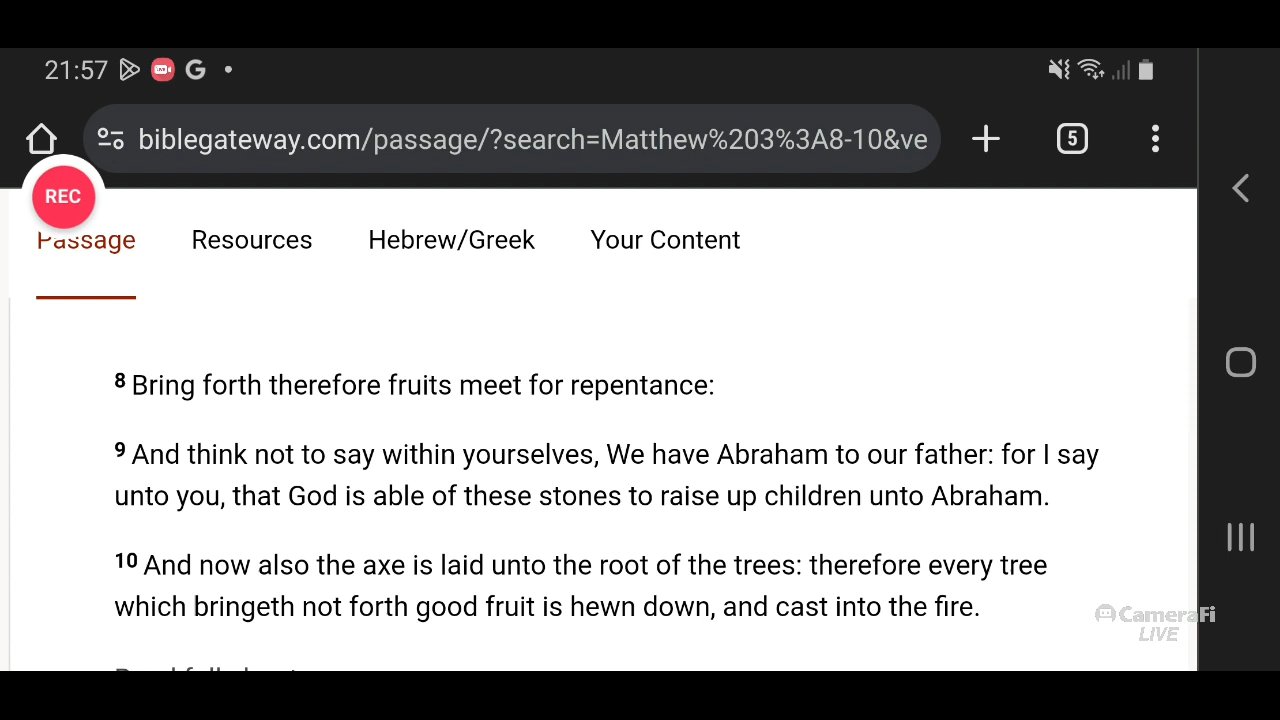 21:57
biblegateway.com/passage/?search=Matthew%203%3A8-10&ve
5
REC
Passage Resources Hebrew/Greek Your Content
8 Bring forth therefore fruits meet for repentance:
9 And think not to say within yourselves, We have Abraham to our father: for I say
unto you, that God is able of these stones to raise up children unto Abraham.
10 And now also the axe is laid unto the root of the trees: therefore every tree
which bringeth not forth good fruit is hewn down, and cast into the fire.
CameraFi
LIVE